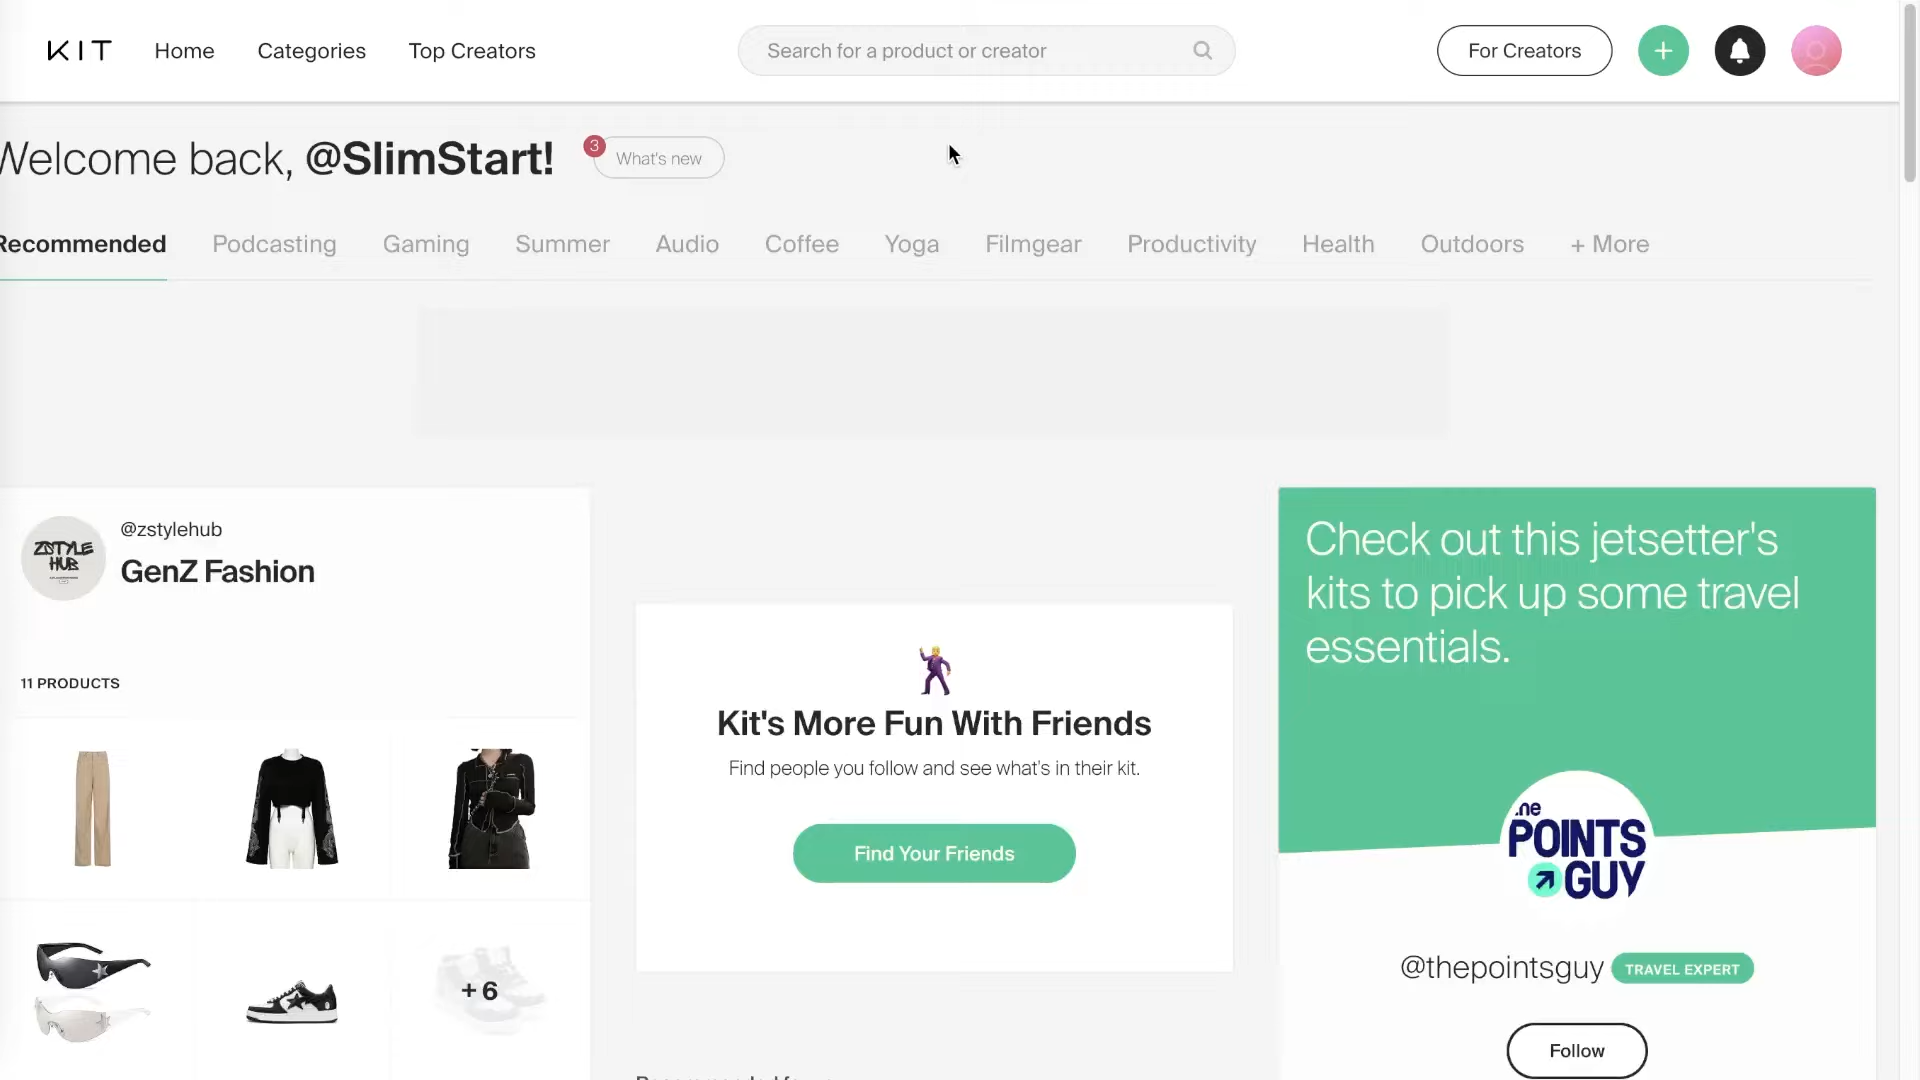 KIT Home Categories Top Creators Search for a product or creator For Creators
Welcome back, @SlimStart! 3 What's new
Recommended Podcasting Gaming Summer Audio Coffee Yoga Filmgear Productivity Health Outdoors + More
@zstylehub
GenZ Fashion
ZSTYLE
HUB
11 PRODUCTS
+ 6
Kit's More Fun With Friends
Find people you follow and see what's in their kit.
Find Your Friends
Check out this jetsetter's
kits to pick up some travel
essentials.
POINTS
GUY
@thepointsguy TRAVEL EXPERT
Follow